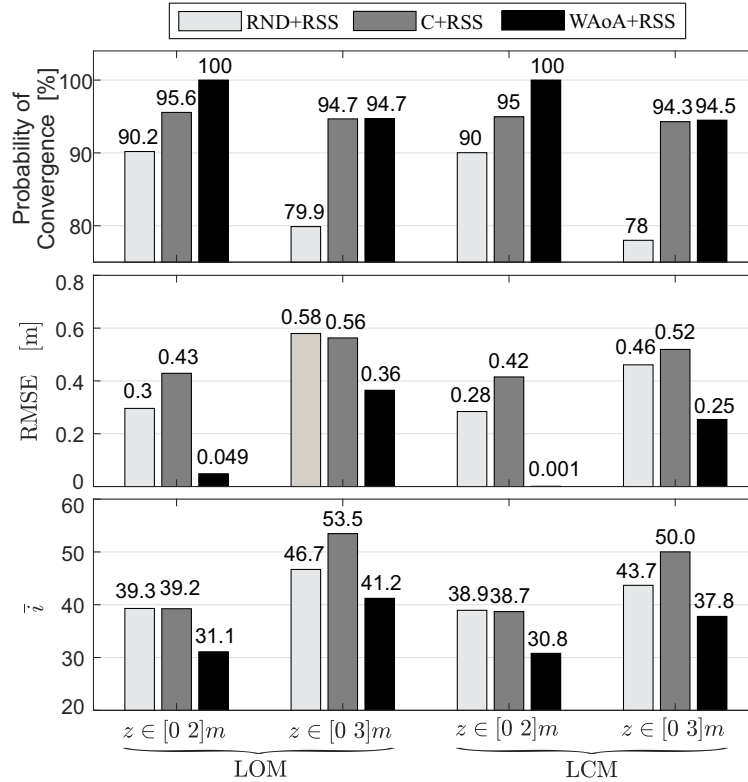 RND+RSS C+RSS WAoA+RSS
Probability of
Convergence [%]
100
90
80
90.2 95.6 100
79.9 94.7 94.7
90 95 100
78 94.3 94.5
RMSE [m]
0.8
0.6
0.4
0.2
0
0.3 0.43 0.049
0.58 0.56 0.36
0.28 0.42 0.001
0.46 0.52 0.25
i̅
60
50
40
30
20
39.3 39.2 31.1
46.7 53.5 41.2
38.9 38.7 30.8
43.7 50.0 37.8
z ∈ [0 2]m z ∈ [0 3]m z ∈ [0 2]m z ∈ [0 3]m
LOM LCM